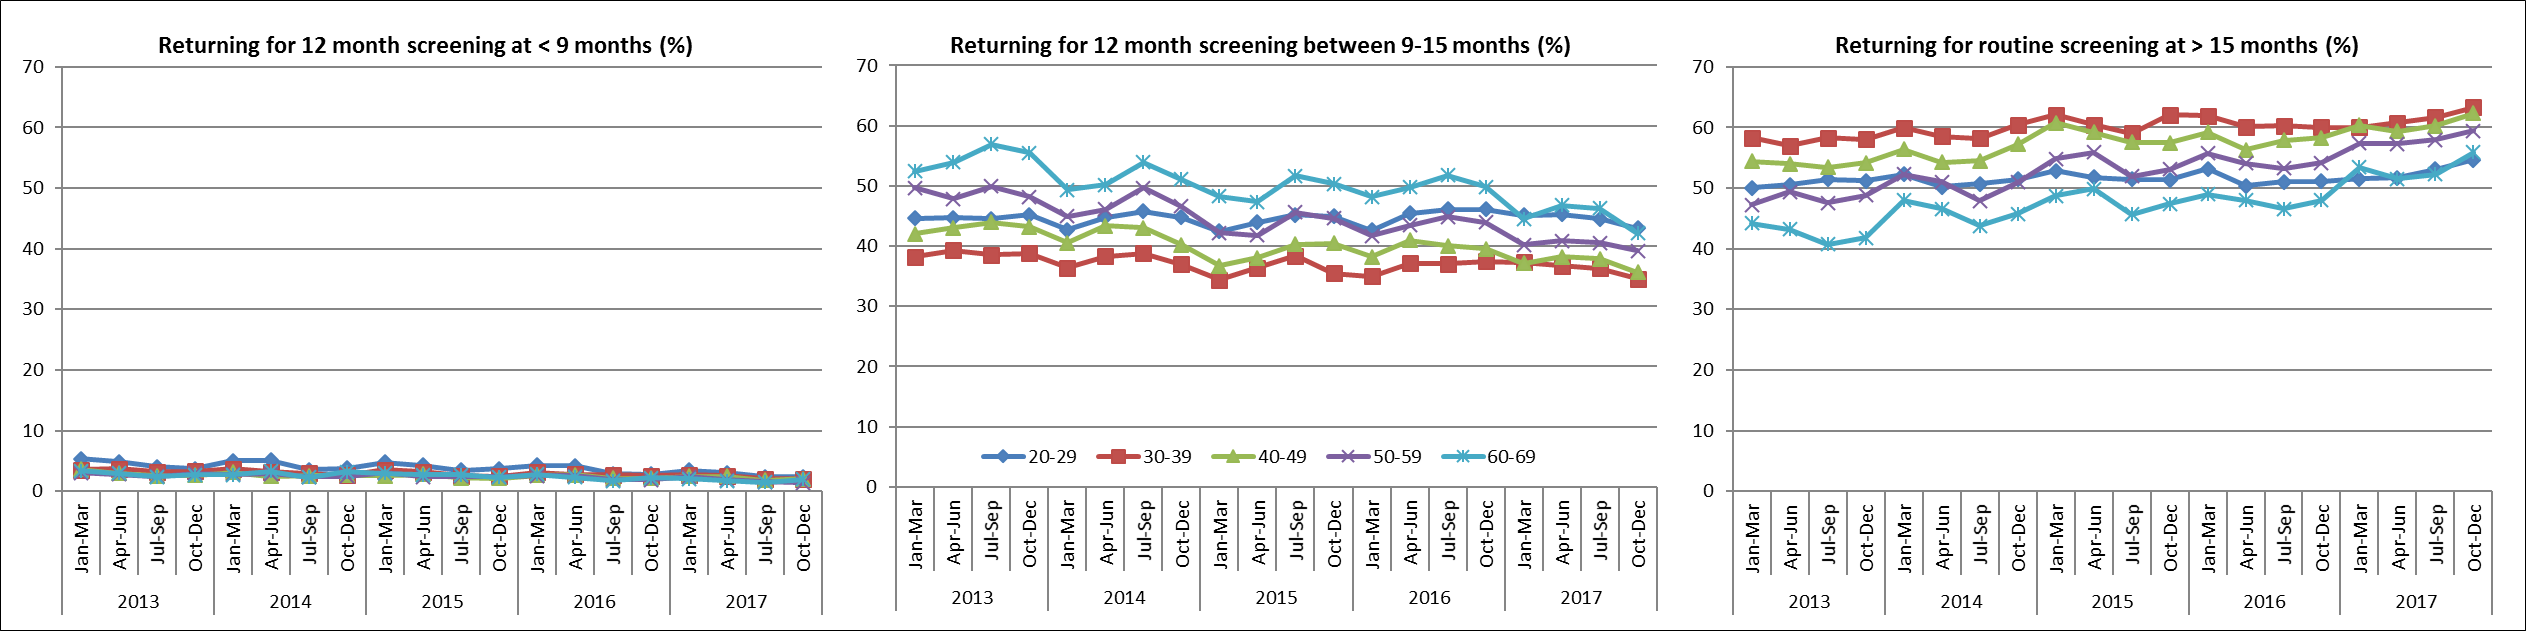 Returning for 12 month screening at < 9 months (%)
70
60
50
40
30
20
10
0
Jan-Mar
Apr-Jun
Jul-Sep
Oct-Dec
Jan-Mar
Apr-Jun
Jul-Sep
Oct-Dec
Jan-Mar
Apr-Jun
Jul-Sep
Oct-Dec
Jan-Mar
Apr-Jun
Jul-Sep
Oct-Dec
Jan-Mar
Apr-Jun
Jul-Sep
Oct-Dec
2013 2014 2015 2016 2017
Returning for 12 month screening between 9-15 months (%)
70
60
50
40
30
20
10
0
20-29 30-39 40-49 50-59 60-69
Jan-Mar
Apr-Jun
Jul-Sep
Oct-Dec
Jan-Mar
Apr-Jun
Jul-Sep
Oct-Dec
Jan-Mar
Apr-Jun
Jul-Sep
Oct-Dec
Jan-Mar
Apr-Jun
Jul-Sep
Oct-Dec
Jan-Mar
Apr-Jun
Jul-Sep
Oct-Dec
2013 2014 2015 2016 2017
Returning for routine screening at > 15 months (%)
70
60
50
40
30
20
10
0
Jan-Mar
Apr-Jun
Jul-Sep
Oct-Dec
Jan-Mar
Apr-Jun
Jul-Sep
Oct-Dec
Jan-Mar
Apr-Jun
Jul-Sep
Oct-Dec
Jan-Mar
Apr-Jun
Jul-Sep
Oct-Dec
Jan-Mar
Apr-Jun
Jul-Sep
Oct-Dec
2013 2014 2015 2016 2017